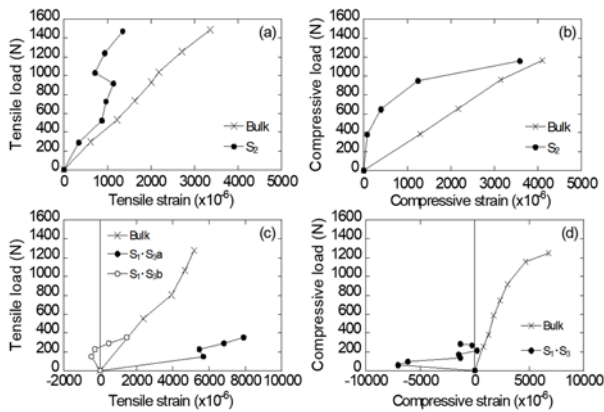 1600
1400
1200
1000
800
600
400
200
0
Tensile load (N)
(a)
Bulk
S₂
0 1000 2000 3000 4000 5000
Tensile strain (x10⁻⁶)
1600
1400
1200
1000
800
600
400
200
0
Compressive load (N)
(b)
Bulk
S₂
0 1000 2000 3000 4000 5000
Compressive strain (x10⁻⁶)
1600
1400
1200
1000
800
600
400
200
0
Tensile load (N)
(c)
Bulk
S₁·S₃a
S₁·S₃b
-2000 0 2000 4000 6000 8000 10000
Tensile strain (x10⁻⁶)
1600
1400
1200
1000
800
600
400
200
0
Compressive load (N)
(d)
Bulk
S₁·S₃
-10000 -5000 0 5000 10000
Compressive strain (x10⁻⁶)